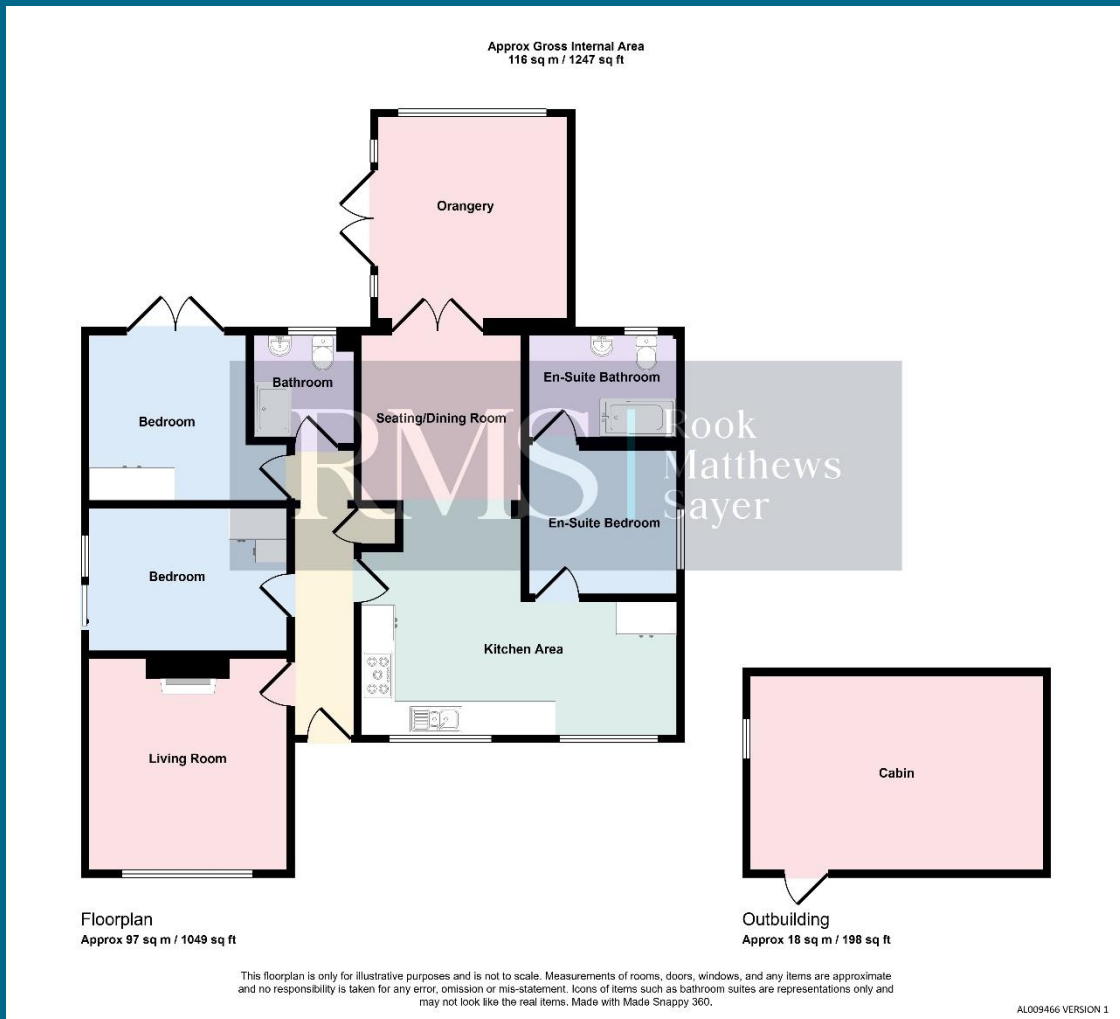 Approx Gross Internal Area
116 sq m / 1247 sq ft
Orangery
En-Suite Bathroom
Bathroom
Seating/Dining Room
Bedroom
RMS
Rook
Matthews
Sayer
En-Suite Bedroom
Bedroom
Kitchen Area
Living Room
Cabin
Floorplan
Approx 97 sq m / 1049 sq ft
Outbuilding
Approx 18 sq m / 198 sq ft
This floorplan is only for illustrative purposes and is not to scale. Measurements of rooms, doors, windows, and any items are approximate
and no responsibility is taken for any error, omission or mis-statement. Icons of items such as bathroom suites are representations only and
may not look like the real items. Made with Made Snappy 360.
AL009466 VERSION 1